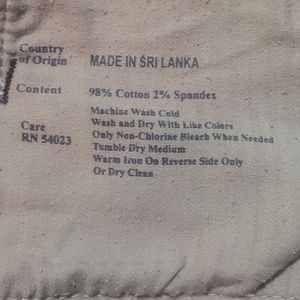 Country
of Origin MADE IN SRI LANKA
Content 98% Cotton 2% Spandex
Machine Wash Cold
Wash and Dry With Like Colors
Care Only Non-Chlorine Bleach When Needed
RN 54023 Tumble Dry Medium
Warm Iron On Reverse Side Only
Or Dry Clean